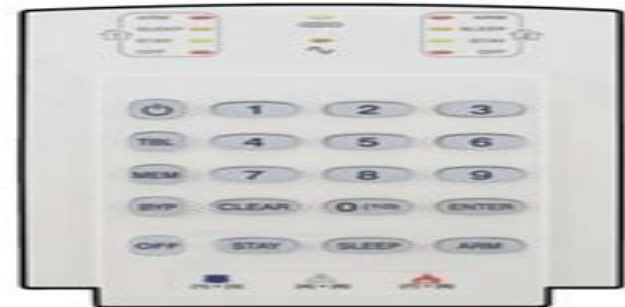 ARM ARM
SLEEP SLEEP
STAY STAY
OFF OFF
1 2 3
TBL 4 5 6
MEM 7 8 9
BYP CLEAR 0 ENTER
OFF STAY SLEEP ARM